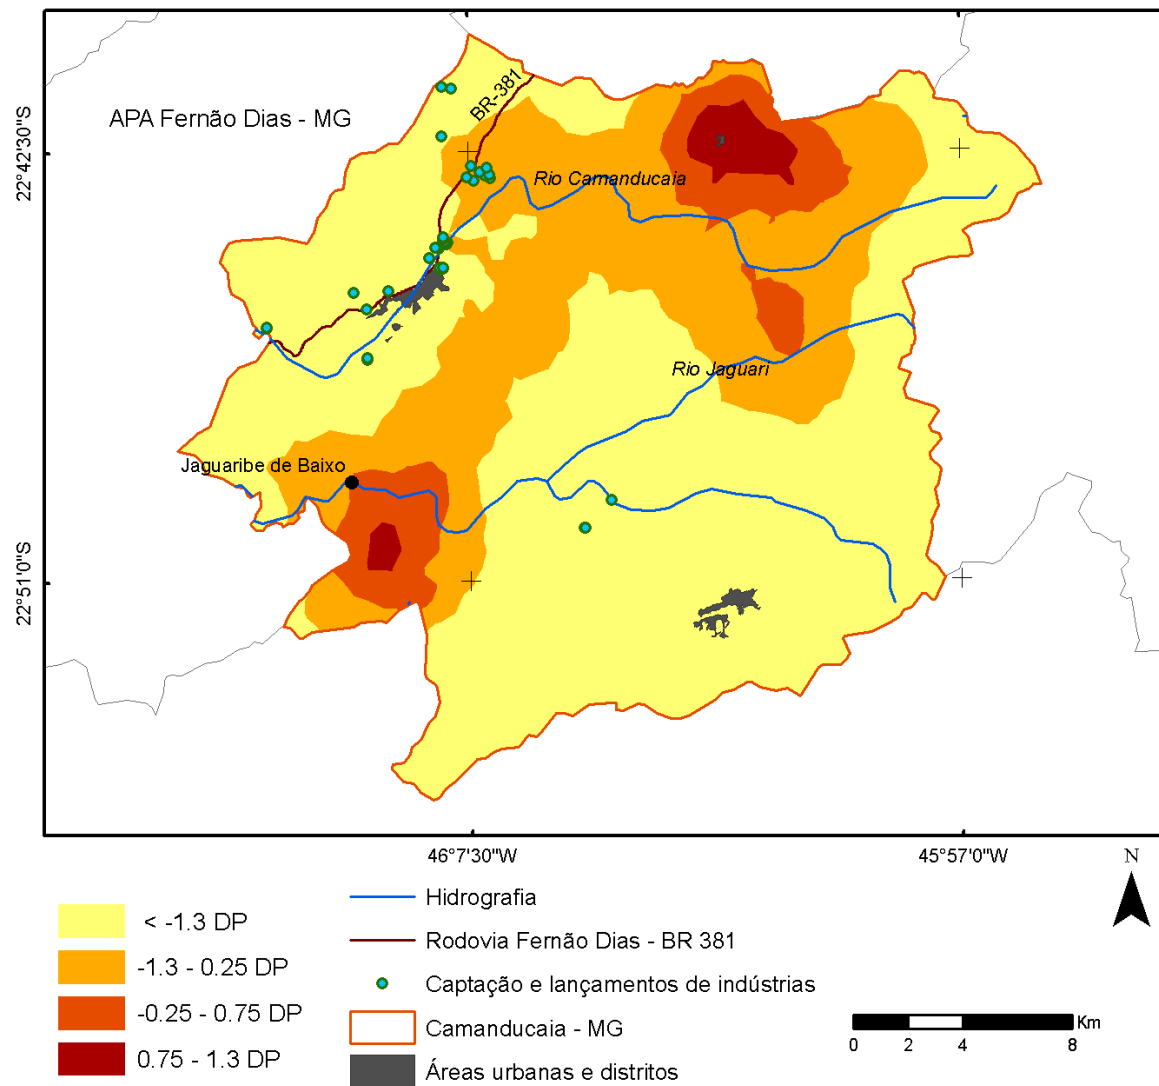 APA Fernão Dias - MG
BR-381
22°42'30"S
Rio Camanducaia
Rio Jaguari
Jaguaribe de Baixo
22°51'0"S
46°7'30"W
45°57'0"W
N
< -1.3 DP
-1.3 - 0.25 DP
-0.25 - 0.75 DP
0.75 - 1.3 DP
Hidrografia
Rodovia Fernão Dias - BR 381
Captação e lançamentos de indústrias
Camanducaia - MG
Áreas urbanas e distritos
Km
0 2 4 8